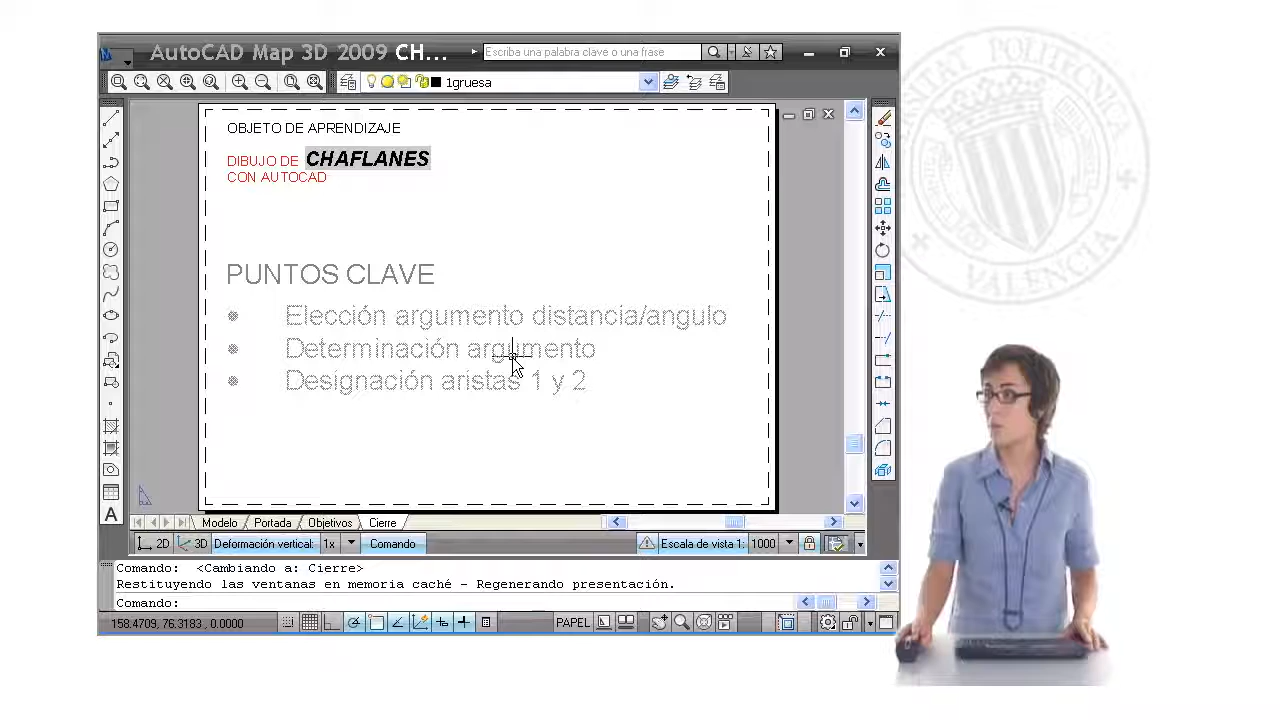 AutoCAD Map 3D 2009 CH...
Escriba una palabra clave o una frase
1gruesa
OBJETO DE APRENDIZAJE
DIBUJO DE CHAFLANES
CON AUTOCAD
PUNTOS CLAVE
• Elección argumento distancia/angulo
• Determinación argumento
• Designación aristas 1 y 2
A
Modelo Portada Objetivos Cierre
2D 3D Deformación vertical: 1x Comando Escala de vista 1: 1000
Comando: <Cambiando a: Cierre>
Restituyendo las ventanas en memoria caché - Regenerando presentación.
Comando:
158.4709, 76.3183, 0.0000 PAPEL
POLITEC
VALENCIA